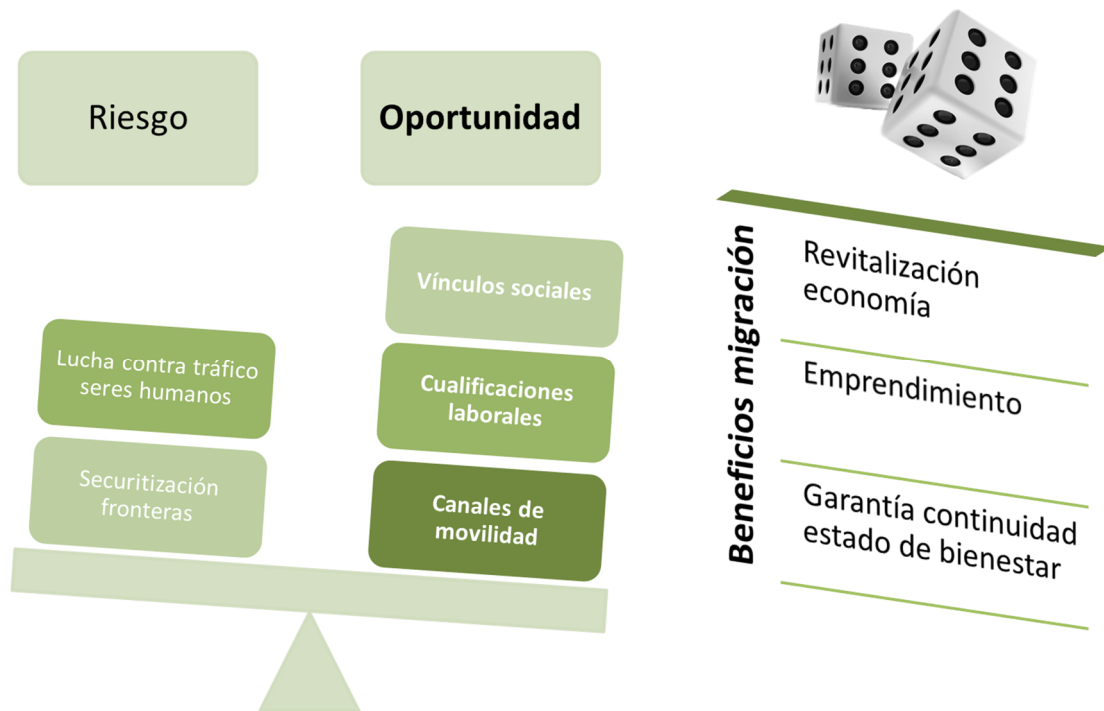 Riesgo
Oportunidad
Vínculos sociales
Lucha contra tráfico
seres humanos
Cualificaciones
laborales
Securitización
fronteras
Canales de
movilidad
Beneficios migración
Revitalización
economía
Emprendimiento
Garantía continuidad
estado de bienestar